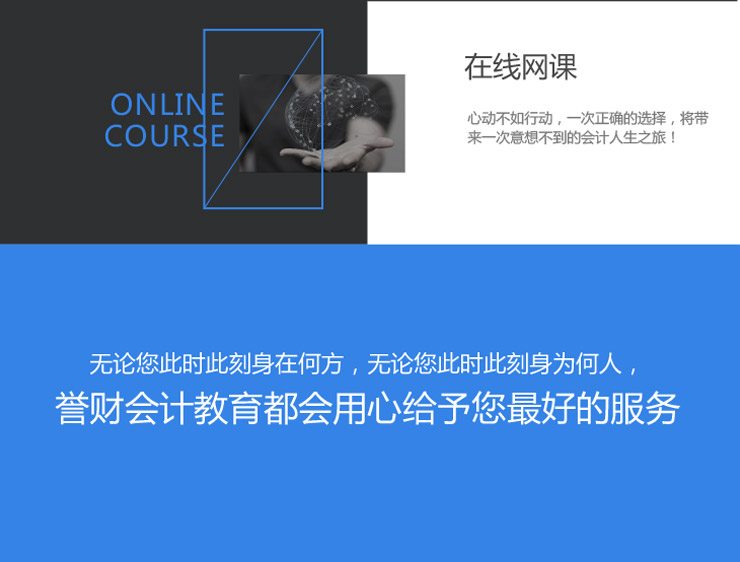 ONLINE
COURSE
在线网课
心动不如行动，一次正确的选择，将带
来一次意想不到的会计人生之旅！
无论您此时此刻身在何方，无论您此时此刻身为何人，
誉财会计教育都会用心给予您最好的服务